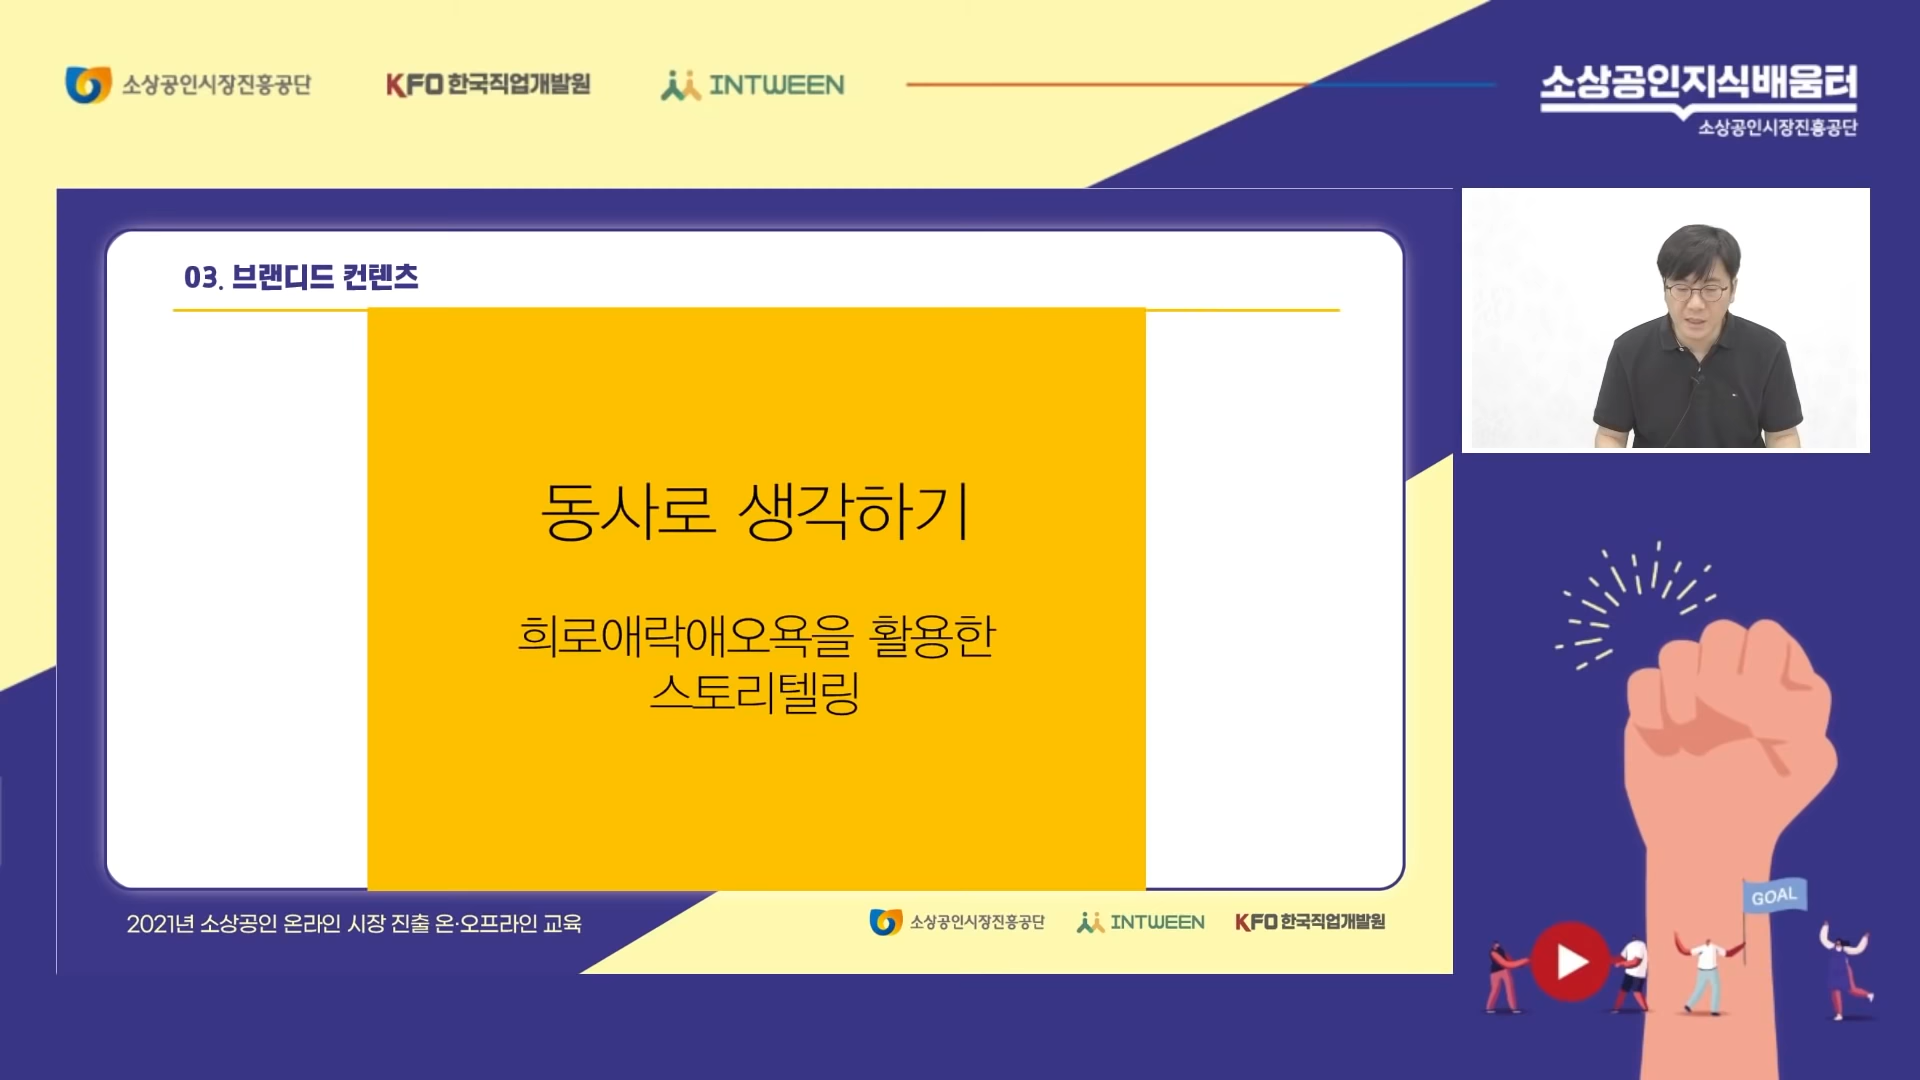 소상공인시장진흥공단
KFO 한국직업개발원
INTWEEN
소상공인지식배움터
소상공인시장진흥공단
03. 브랜디드 컨텐츠
동사로 생각하기
희로애락애오욕을 활용한
스토리텔링
2021년 소상공인 온라인 시장 진출 온·오프라인 교육
소상공인시장진흥공단
INTWEEN
KFO 한국직업개발원
GOAL